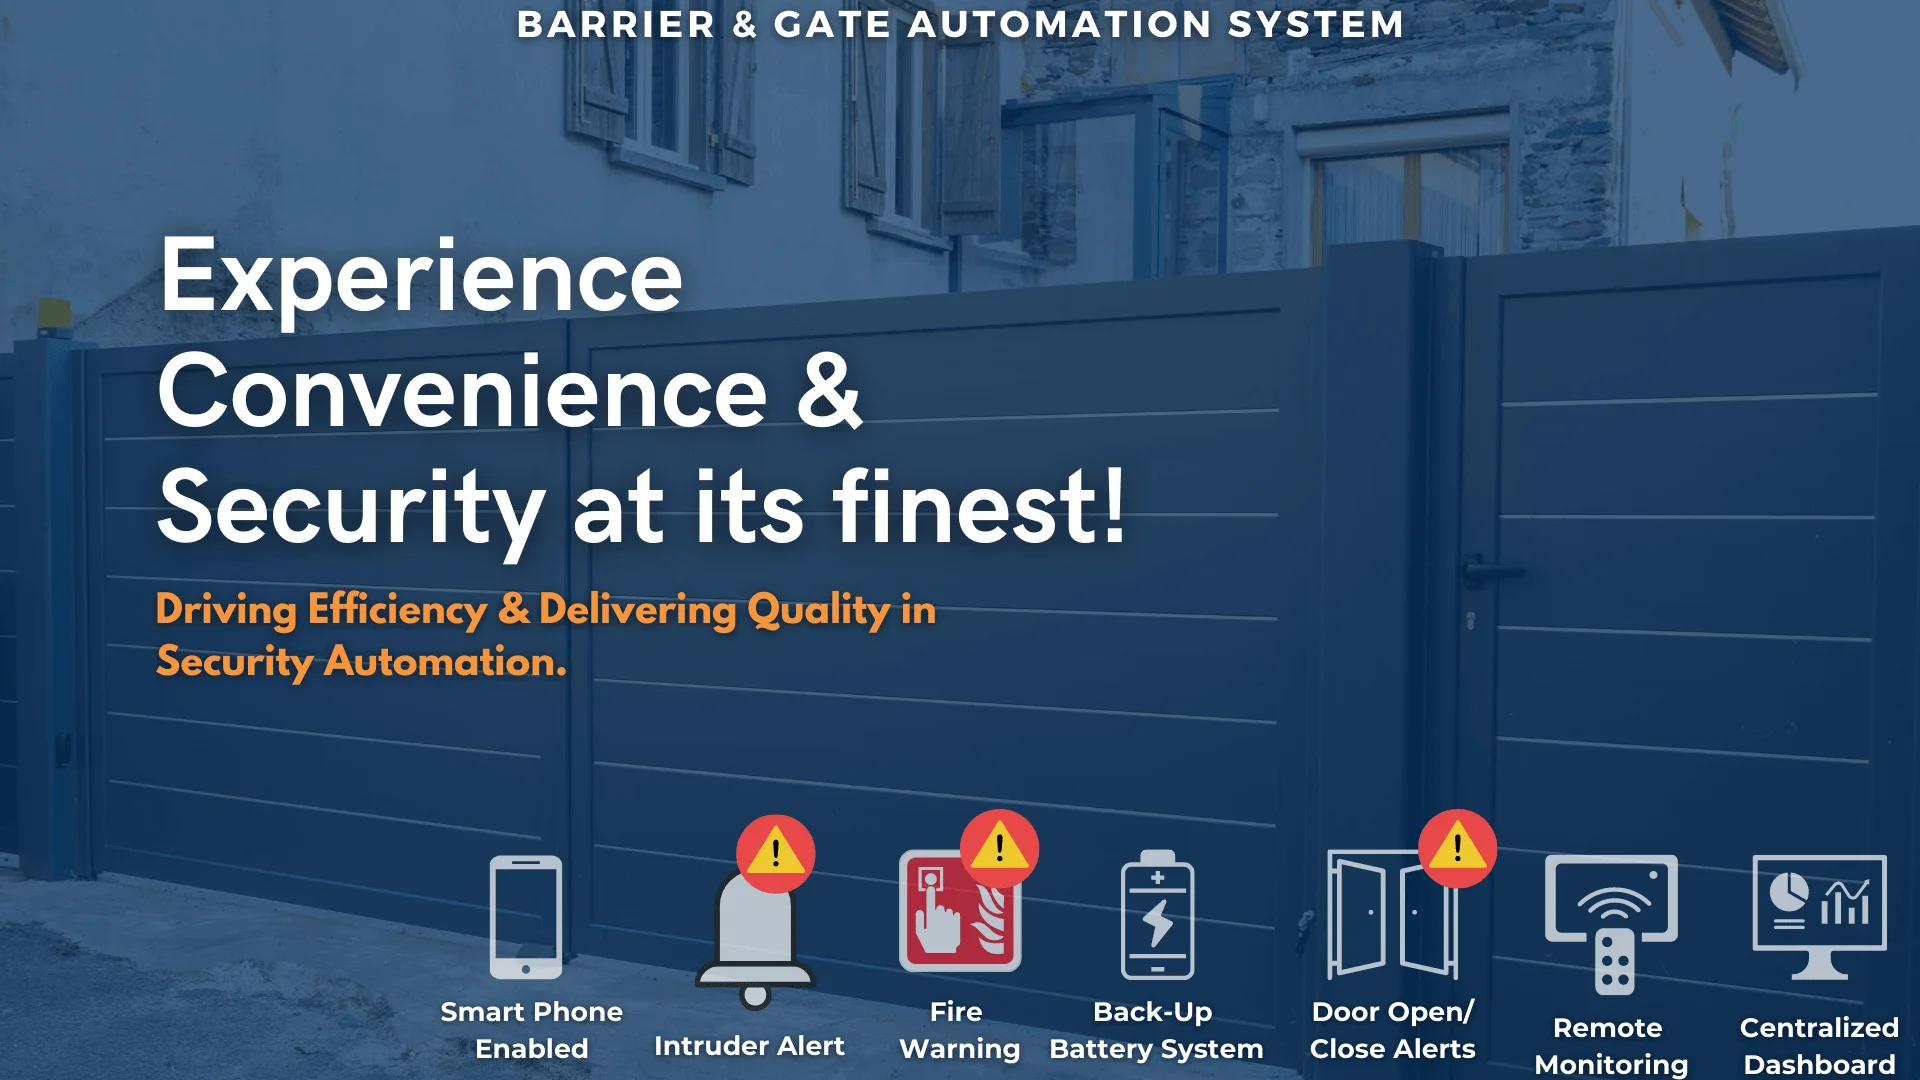 BARRIER & GATE AUTOMATION SYSTEM
Experience
Convenience &
Security at its finest!
Driving Efficiency & Delivering Quality in
Security Automation.
Smart Phone
Enabled
Intruder Alert
Fire
Warning
Back-Up
Battery System
Door Open/
Close Alerts
Remote
Monitoring
Centralized
Dashboard